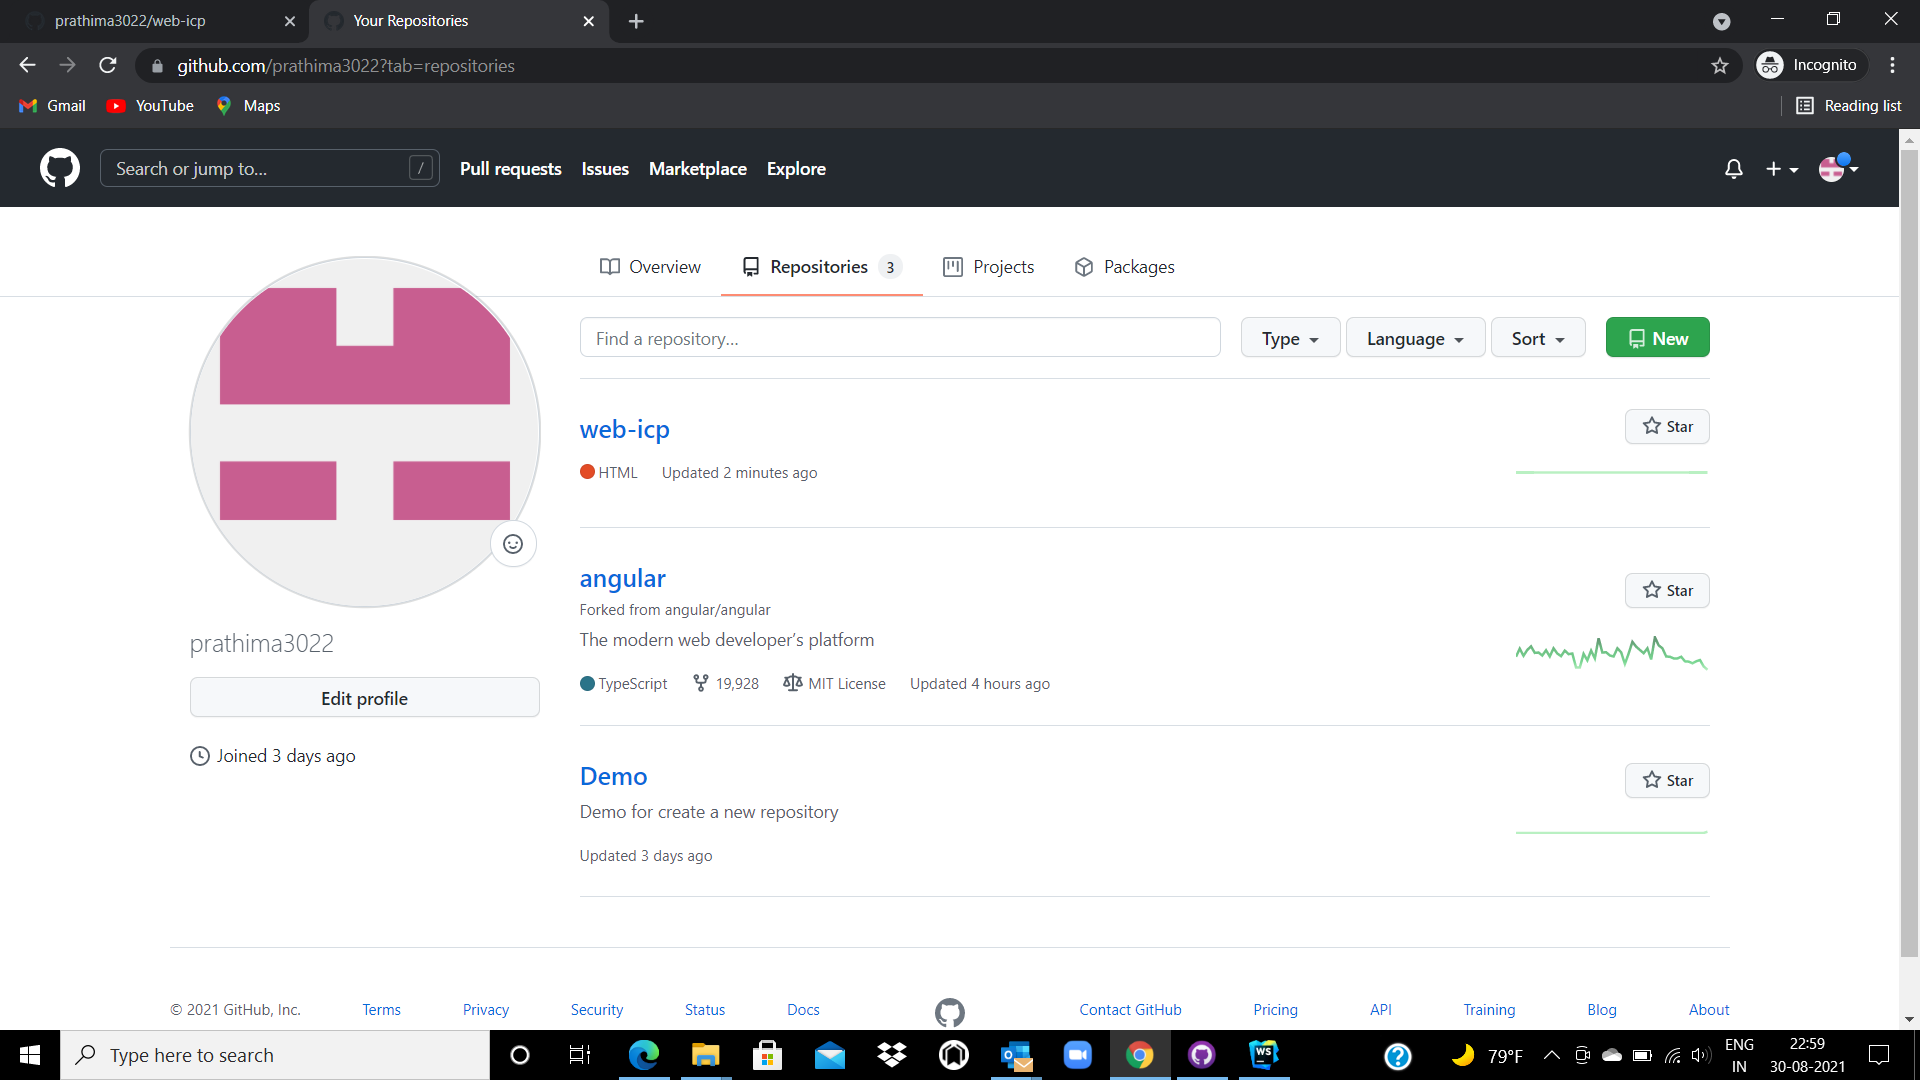 prathima3022/web-icp
Your Repositories
github.com/prathima3022?tab=repositories
Incognito
Gmail YouTube Maps Reading list
Search or jump to... / Pull requests Issues Marketplace Explore
Overview Repositories 3 Projects Packages
Find a repository... Type Language Sort New
web-icp Star
HTML Updated 2 minutes ago
angular Star
Forked from angular/angular
The modern web developer’s platform
TypeScript 19,928 MIT License Updated 4 hours ago
Demo Star
Demo for create a new repository
Updated 3 days ago
prathima3022
Edit profile
Joined 3 days ago
© 2021 GitHub, Inc. Terms Privacy Security Status Docs Contact GitHub Pricing API Training Blog About
Type here to search
WS
79°F
ENG
IN
22:59
30-08-2021